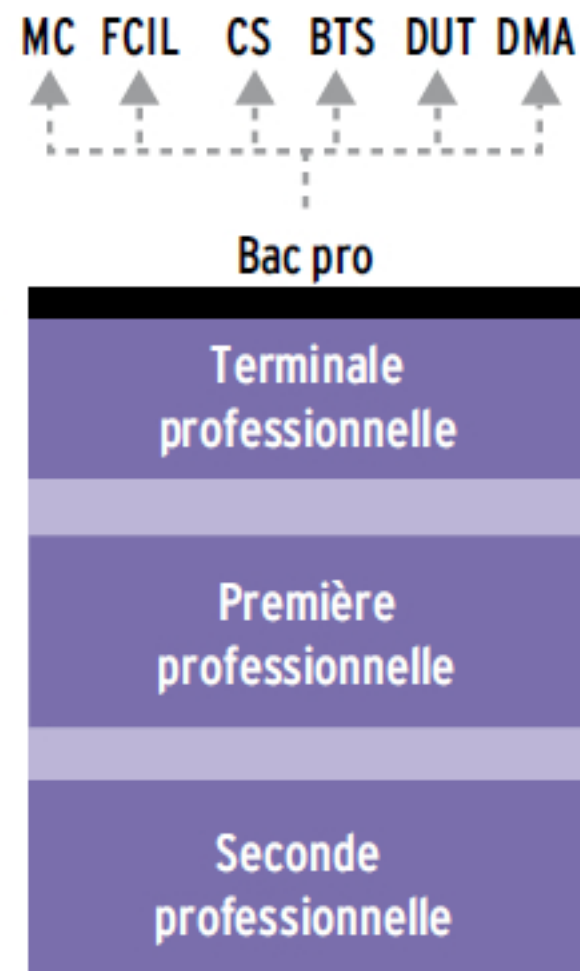 MC FCIL CS BTS DUT DMA
Bac pro
Terminale
professionnelle
Première
professionnelle
Seconde
professionnelle